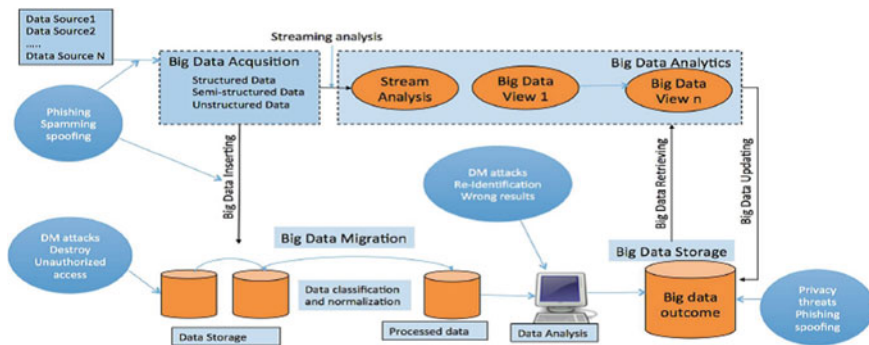 Data Source1
Data Source2
.....
Dtata Source N
Streaming analysis
Big Data Acqusition
Structured Data
Semi-structured Data
Unstructured Data
Big Data Analytics
Stream
Analysis
Big Data
View 1
Big Data
View n
Phishing
Spamming
spoofing
Big Data Inserting
DM attacks
Re-Identification
Wrong results
Big Data Retrieving
Big Data Updating
DM attacks
Destroy
Unauthorized
access
Big Data Migration
Data classification
and normalization
Big Data Storage
Big data
outcome
Privacy
threats
Phishing
spoofing
Data Storage
Processed data
Data Analysis